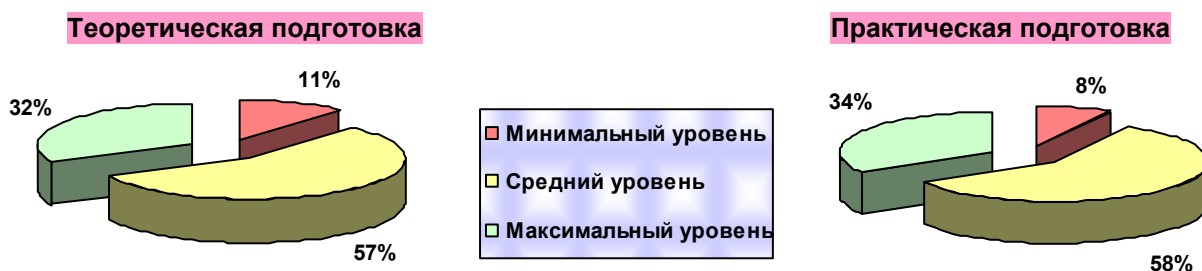 Теоретическая подготовка
11%
32%
57%
Минимальный уровень
Средний уровень
Максимальный уровень
Практическая подготовка
8%
34%
58%